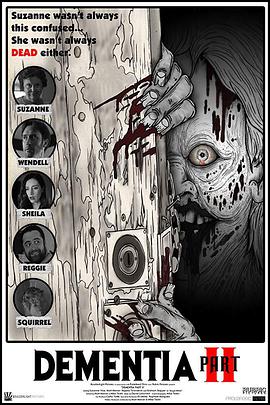 Suzanne wasn't always
this confused...
She wasn't always
DEAD either.
SUZANNE
WENDELL
SHEILA
REGGIE
SQUIRREL
DEMENTIA PART II